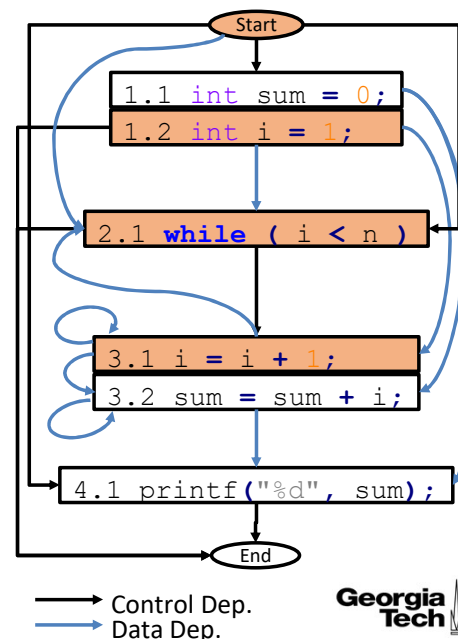 Start
1.1 int sum = 0;
1.2 int i = 1;
2.1 while ( i < n )
3.1 i = i + 1;
3.2 sum = sum + i;
4.1 printf("%d", sum);
End
Control Dep.
Data Dep.
Georgia
Tech